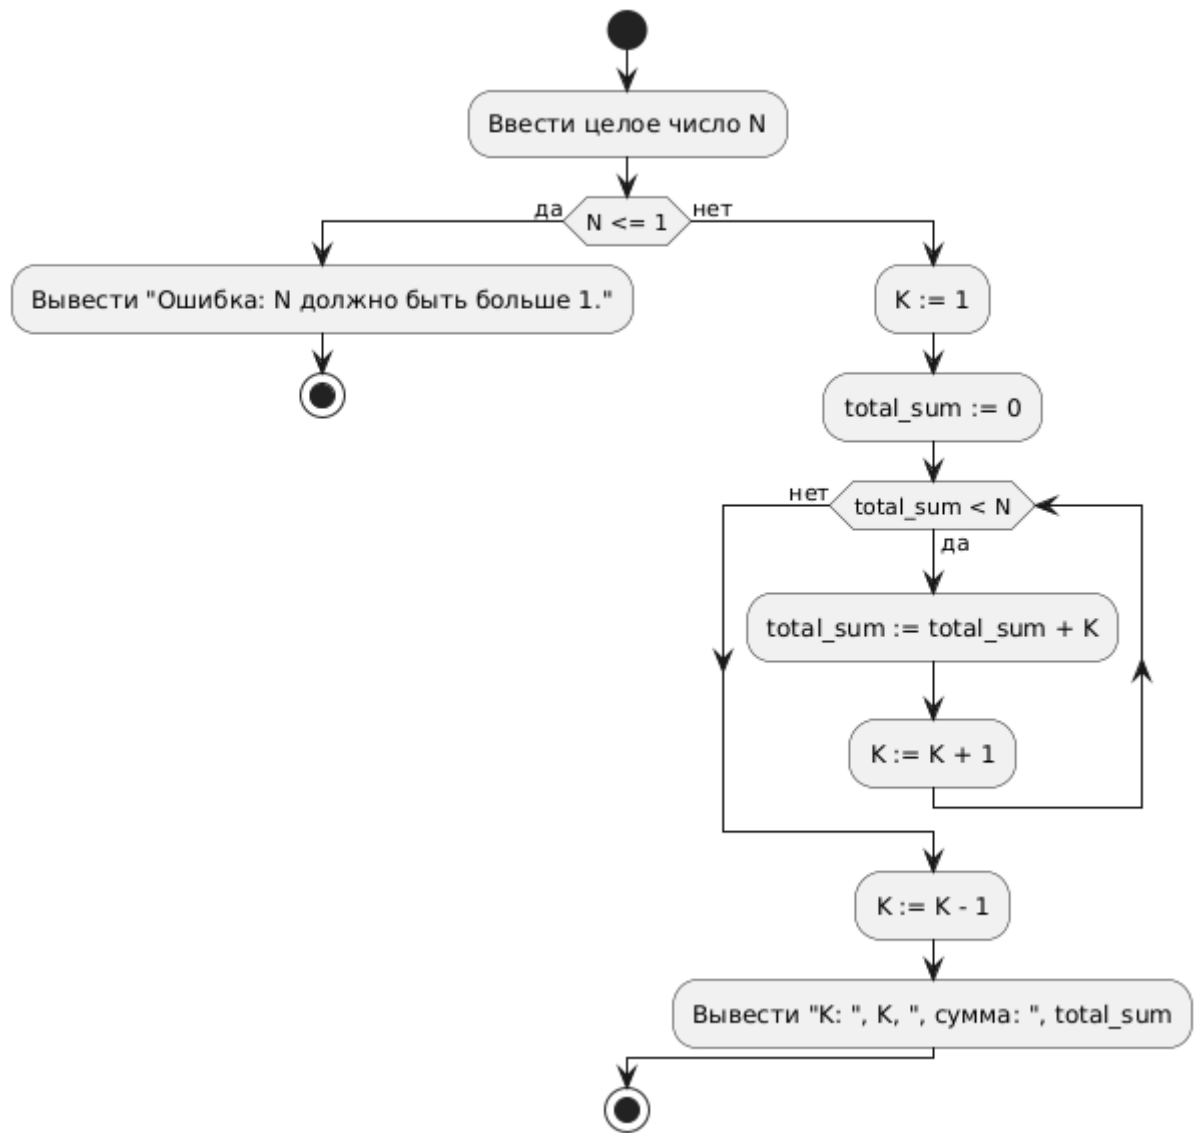 Ввести целое число N
да
N <= 1
нет
Вывести "Ошибка: N должно быть больше 1."
K := 1
total_sum := 0
нет
total_sum < N
да
total_sum := total_sum + K
K := K + 1
K := K - 1
Вывести "K: ", K, ", сумма: ", total_sum